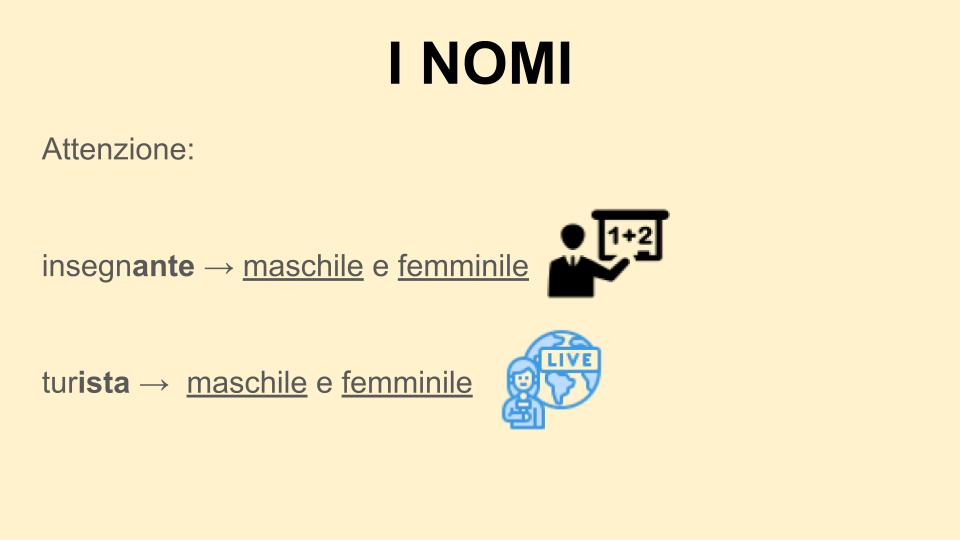 I NOMI
Attenzione:
1+2
insegnante → maschile e femminile
LIVE
turista → maschile e femminile